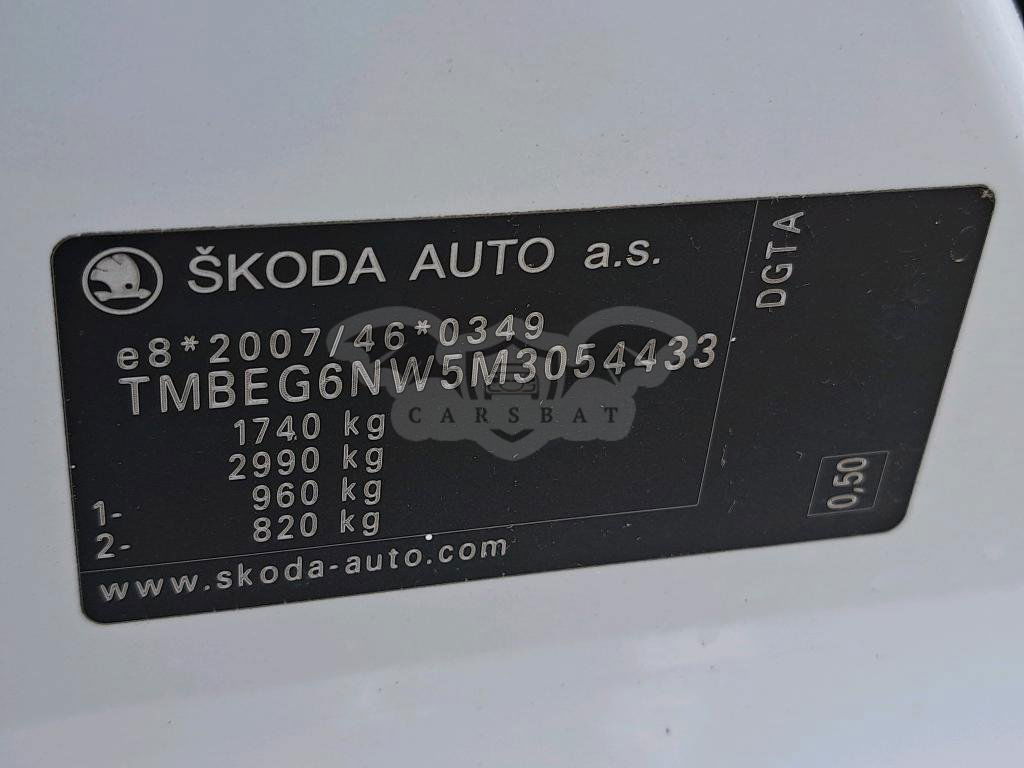 ŠKODA AUTO a.s.
e8*2007/46*0349
TMBEG6NW5M3054433
1740 kg
2990 kg
1- 960 kg
2- 820 kg
www.skoda-auto.com
DGTA
0,50
CARSBAT